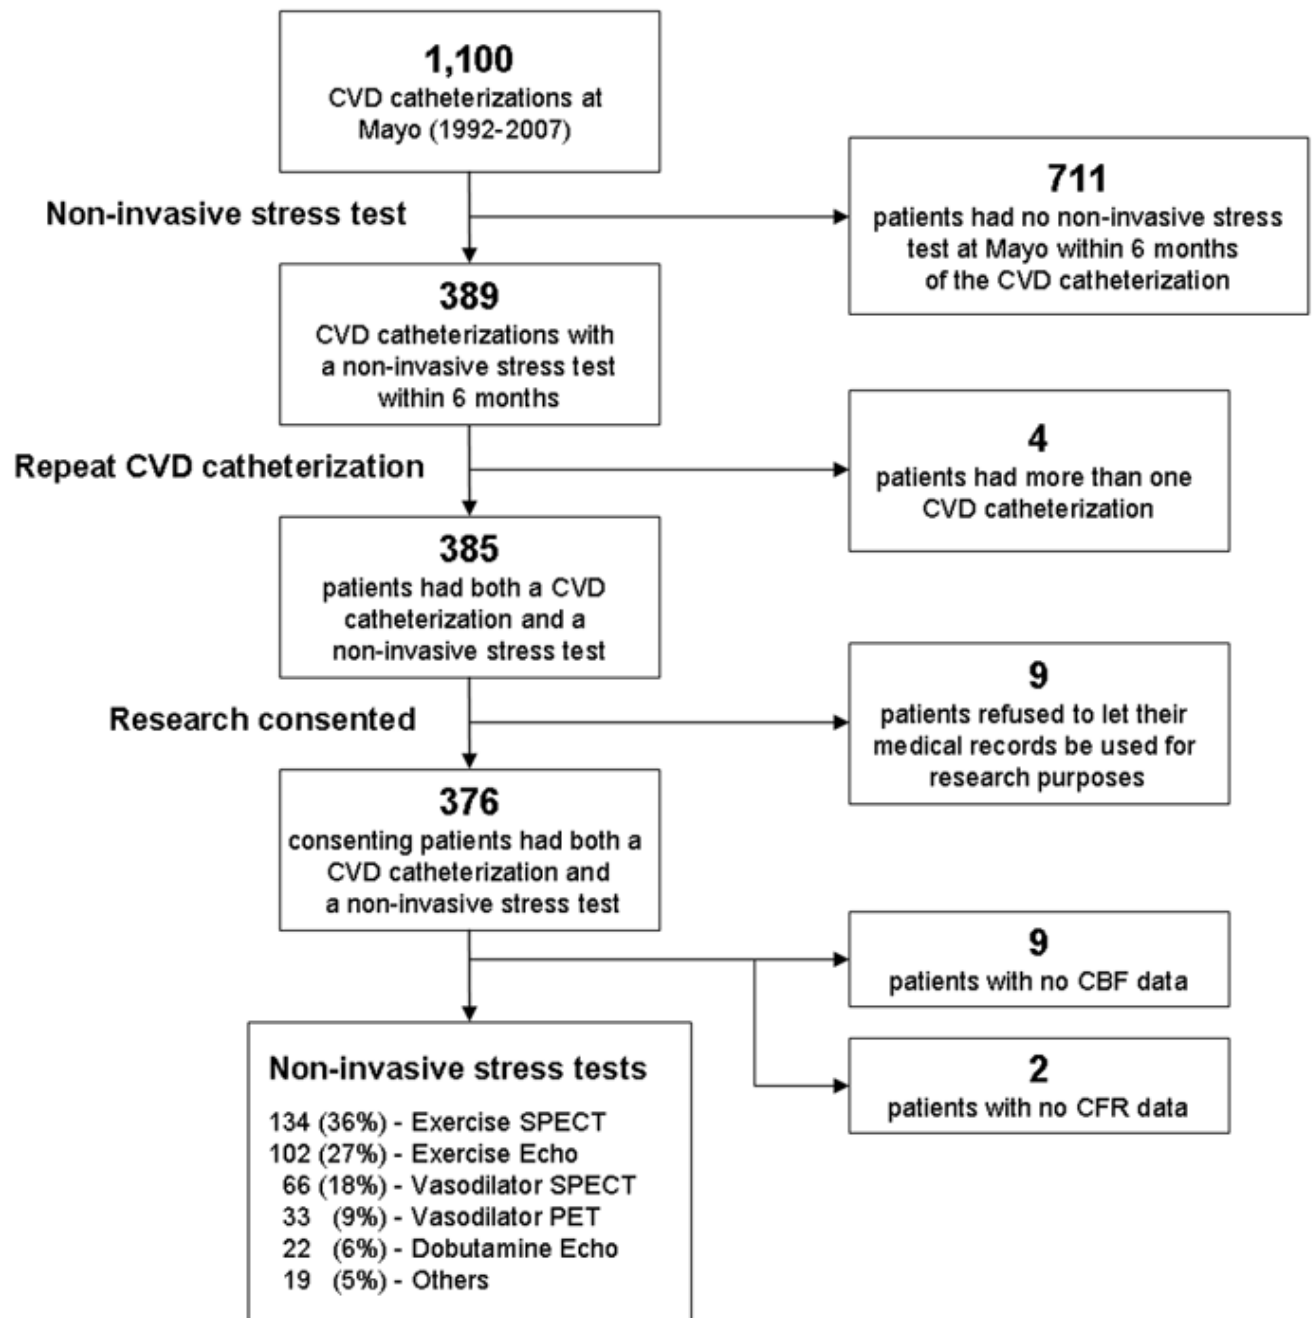 1,100
CVD catheterizations at
Mayo (1992-2007)
Non-invasive stress test
711
patients had no non-invasive stress
test at Mayo within 6 months
of the CVD catheterization
389
CVD catheterizations with
a non-invasive stress test
within 6 months
Repeat CVD catheterization
4
patients had more than one
CVD catheterization
385
patients had both a CVD
catheterization and a
non-invasive stress test
Research consented
9
patients refused to let their
medical records be used for
research purposes
376
consenting patients had both a
CVD catheterization and
a non-invasive stress test
9
patients with no CBF data
2
patients with no CFR data
Non-invasive stress tests
134 (36%) - Exercise SPECT
102 (27%) - Exercise Echo
66 (18%) - Vasodilator SPECT
33 (9%) - Vasodilator PET
22 (6%) - Dobutamine Echo
19 (5%) - Others